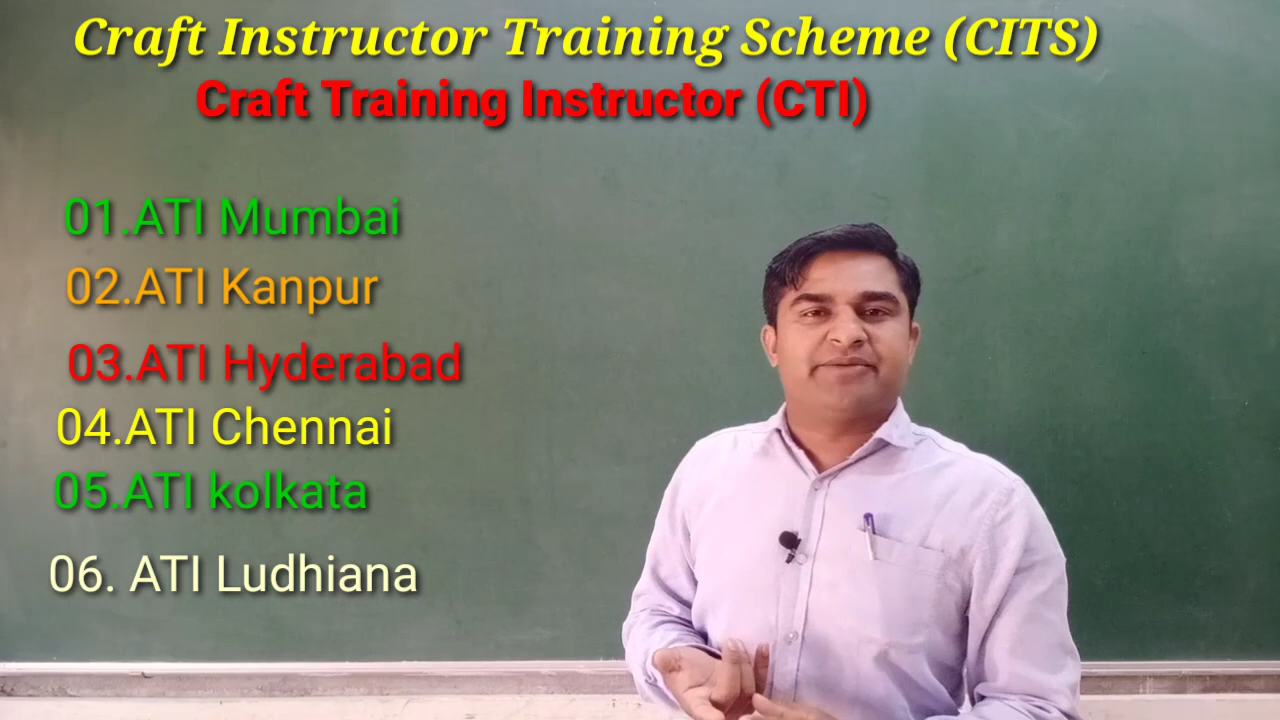 Craft Instructor Training Scheme (CITS)
Craft Training Instructor (CTI)
01.ATI Mumbai
02.ATI Kanpur
03.ATI Hyderabad
04.ATI Chennai
05.ATI kolkata
06. ATI Ludhiana